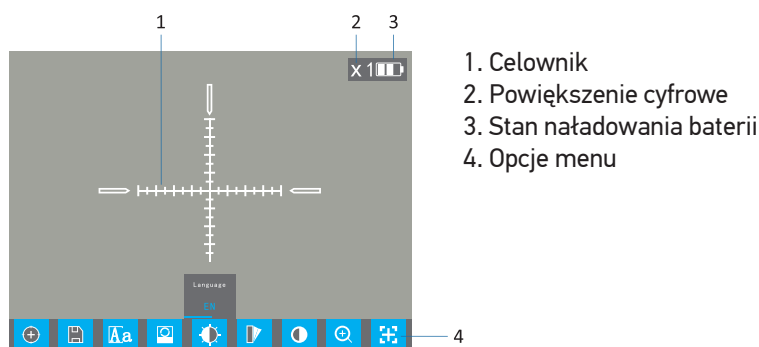 1 2 3
X 1
1. Celownik
2. Powiększenie cyfrowe
3. Stan naładowania baterii
4. Opcje menu
Language
EN
Aa
4